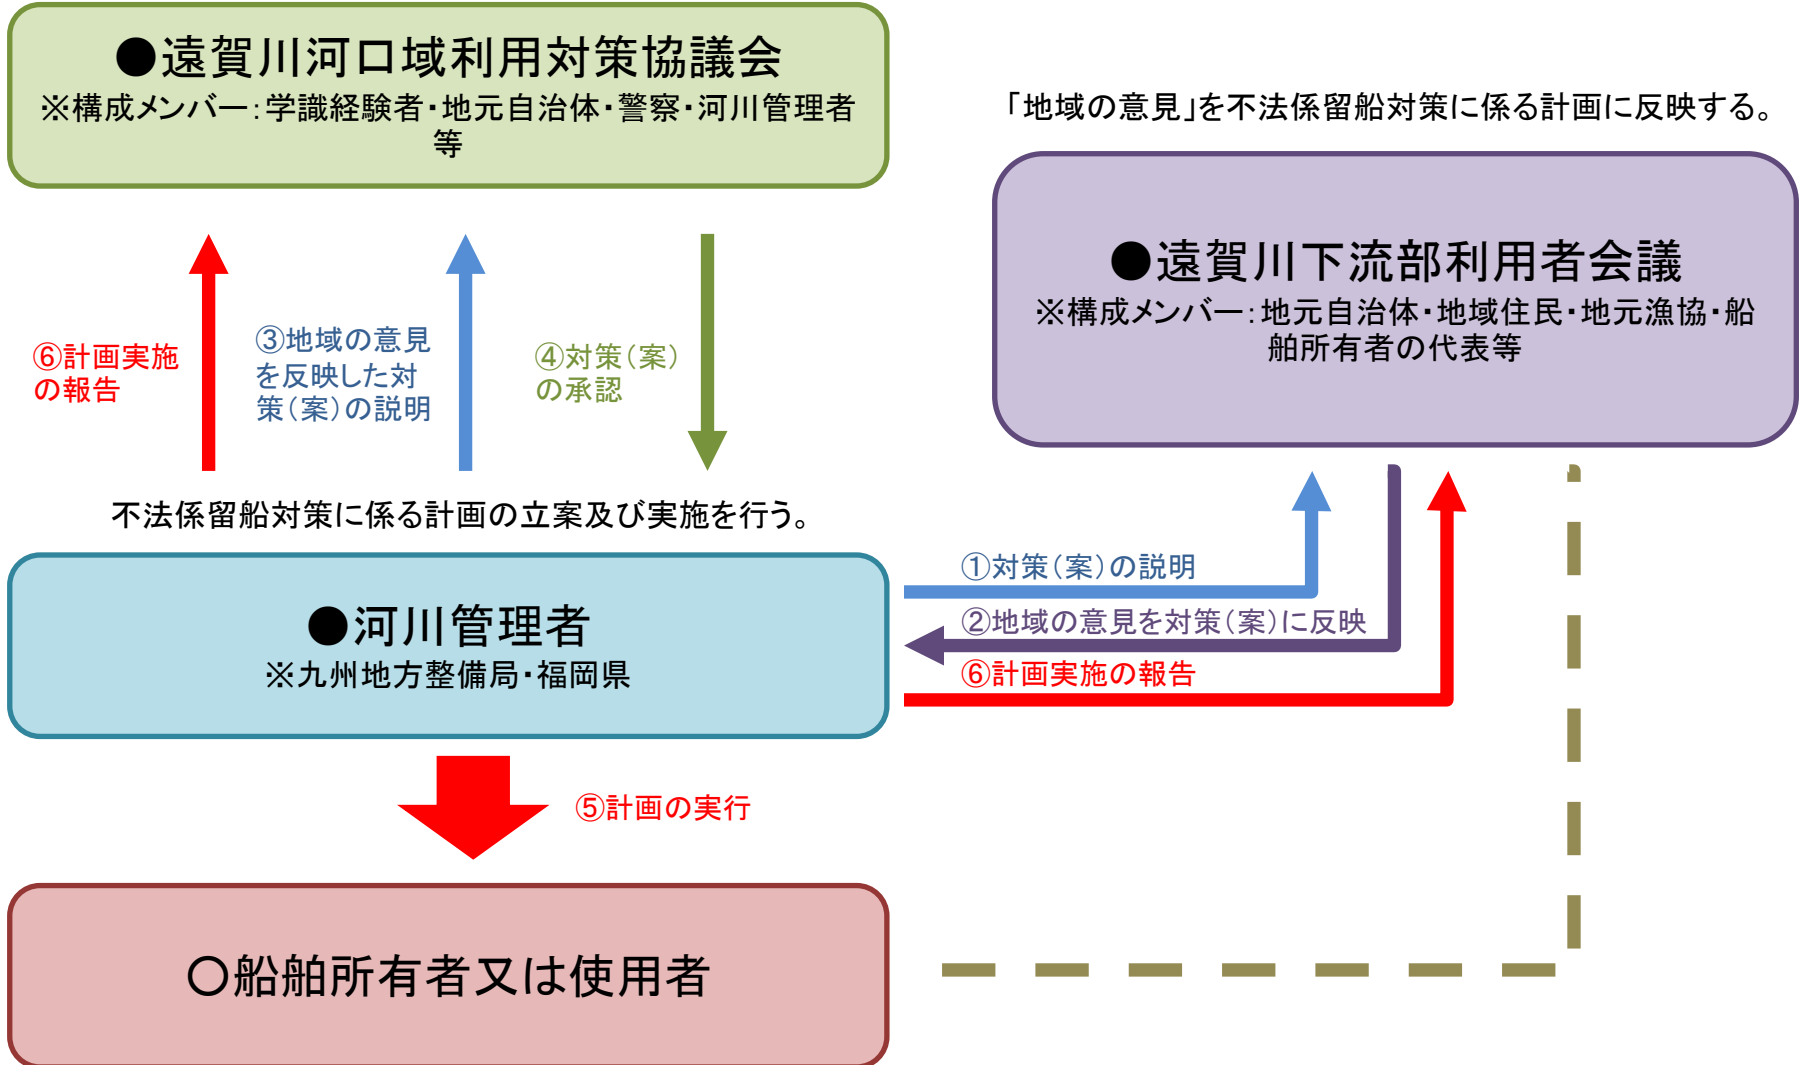 ●遠賀川河口域利用対策協議会
※構成メンバー：学識経験者・地元自治体・警察・河川管理者
等
「地域の意見」を不法係留船対策に係る計画に反映する。
●遠賀川下流部利用者会議
※構成メンバー：地元自治体・地域住民・地元漁協・船
舶所有者の代表等
⑥計画実施
の報告
③地域の意見
を反映した対
策（案）の説明
④対策（案）
の承認
不法係留船対策に係る計画の立案及び実施を行う。
●河川管理者
※九州地方整備局・福岡県
①対策（案）の説明
②地域の意見を対策（案）に反映
⑥計画実施の報告
⑤計画の実行
○船舶所有者又は使用者